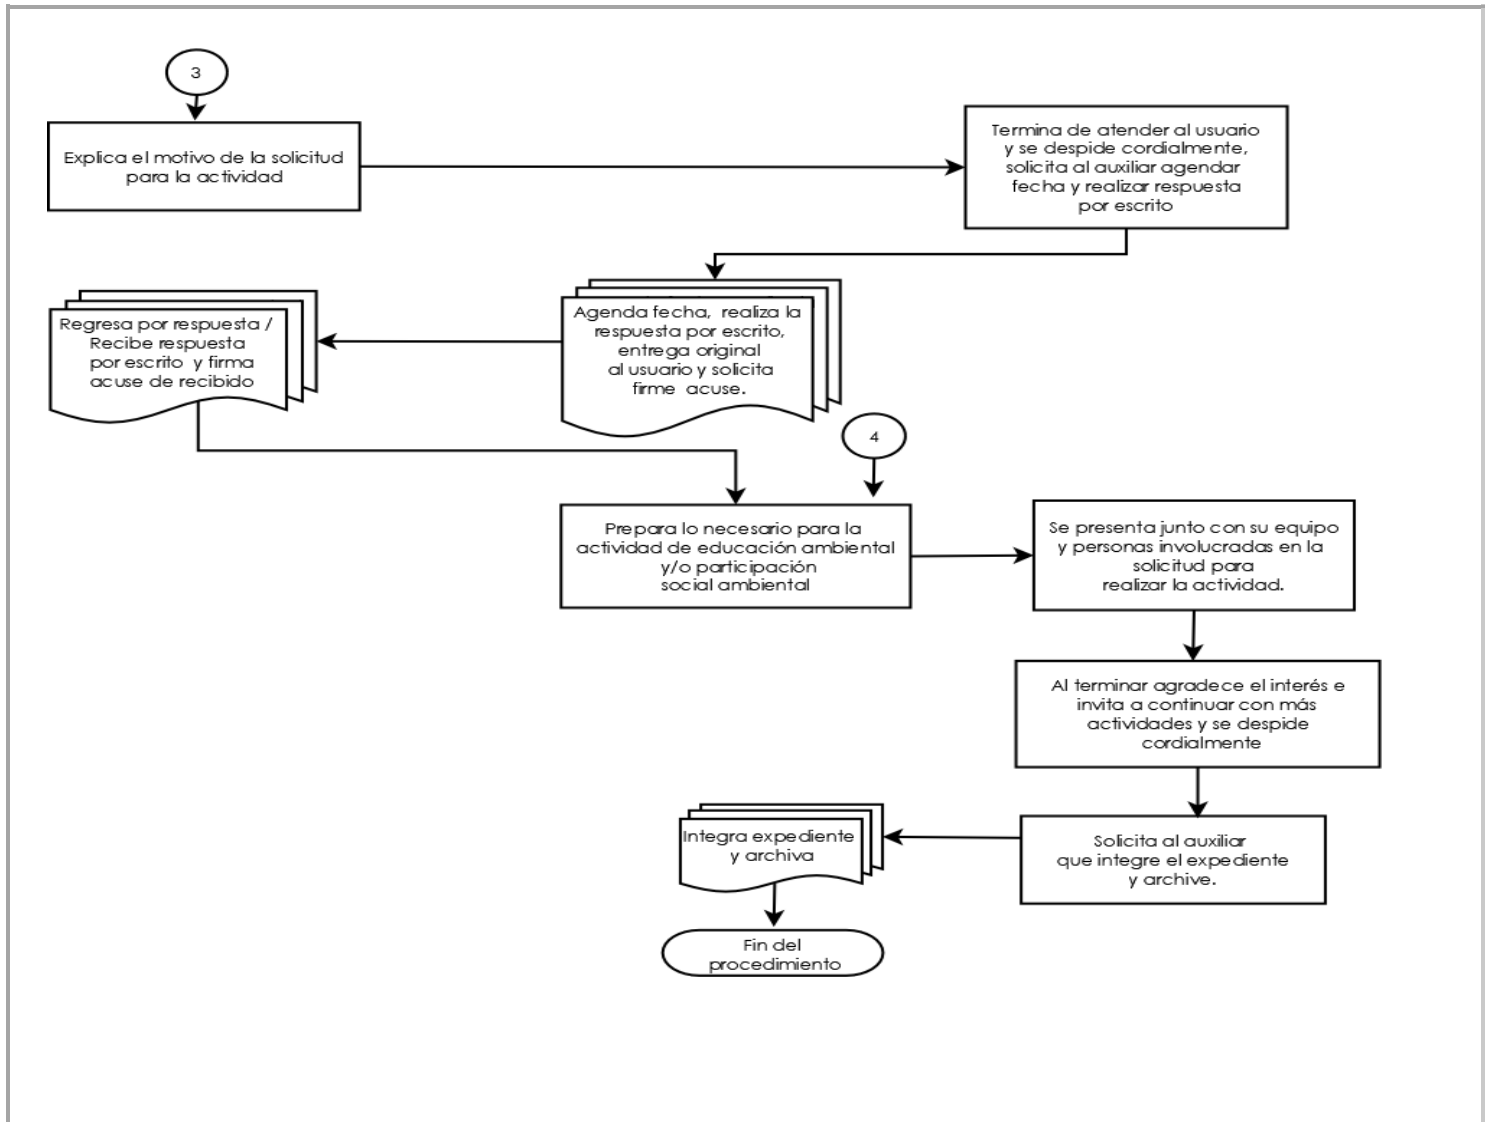 3
Explica el motivo de la solicitud
para la actividad
Termina de atender al usuario
y se despide cordialmente,
solicita al auxiliar agendar
fecha y realizar respuesta
por escrito
Agenda fecha, realiza la
respuesta por escrito,
entrega original
al usuario y solicita
firme acuse.
Regresa por respuesta /
Recibe respuesta
por escrito y firma
acuse de recibido
4
Prepara lo necesario para la
actividad de educación ambiental
y/o participación
social ambiental
Se presenta junto con su equipo
y personas involucradas en la
solicitud para
realizar la actividad.
Al terminar agradece el interés e
invita a continuar con más
actividades y se despide
cordialmente
Solicita al auxiliar
que integre el expediente
y archive.
Integra expediente
y archiva
Fin del
procedimiento